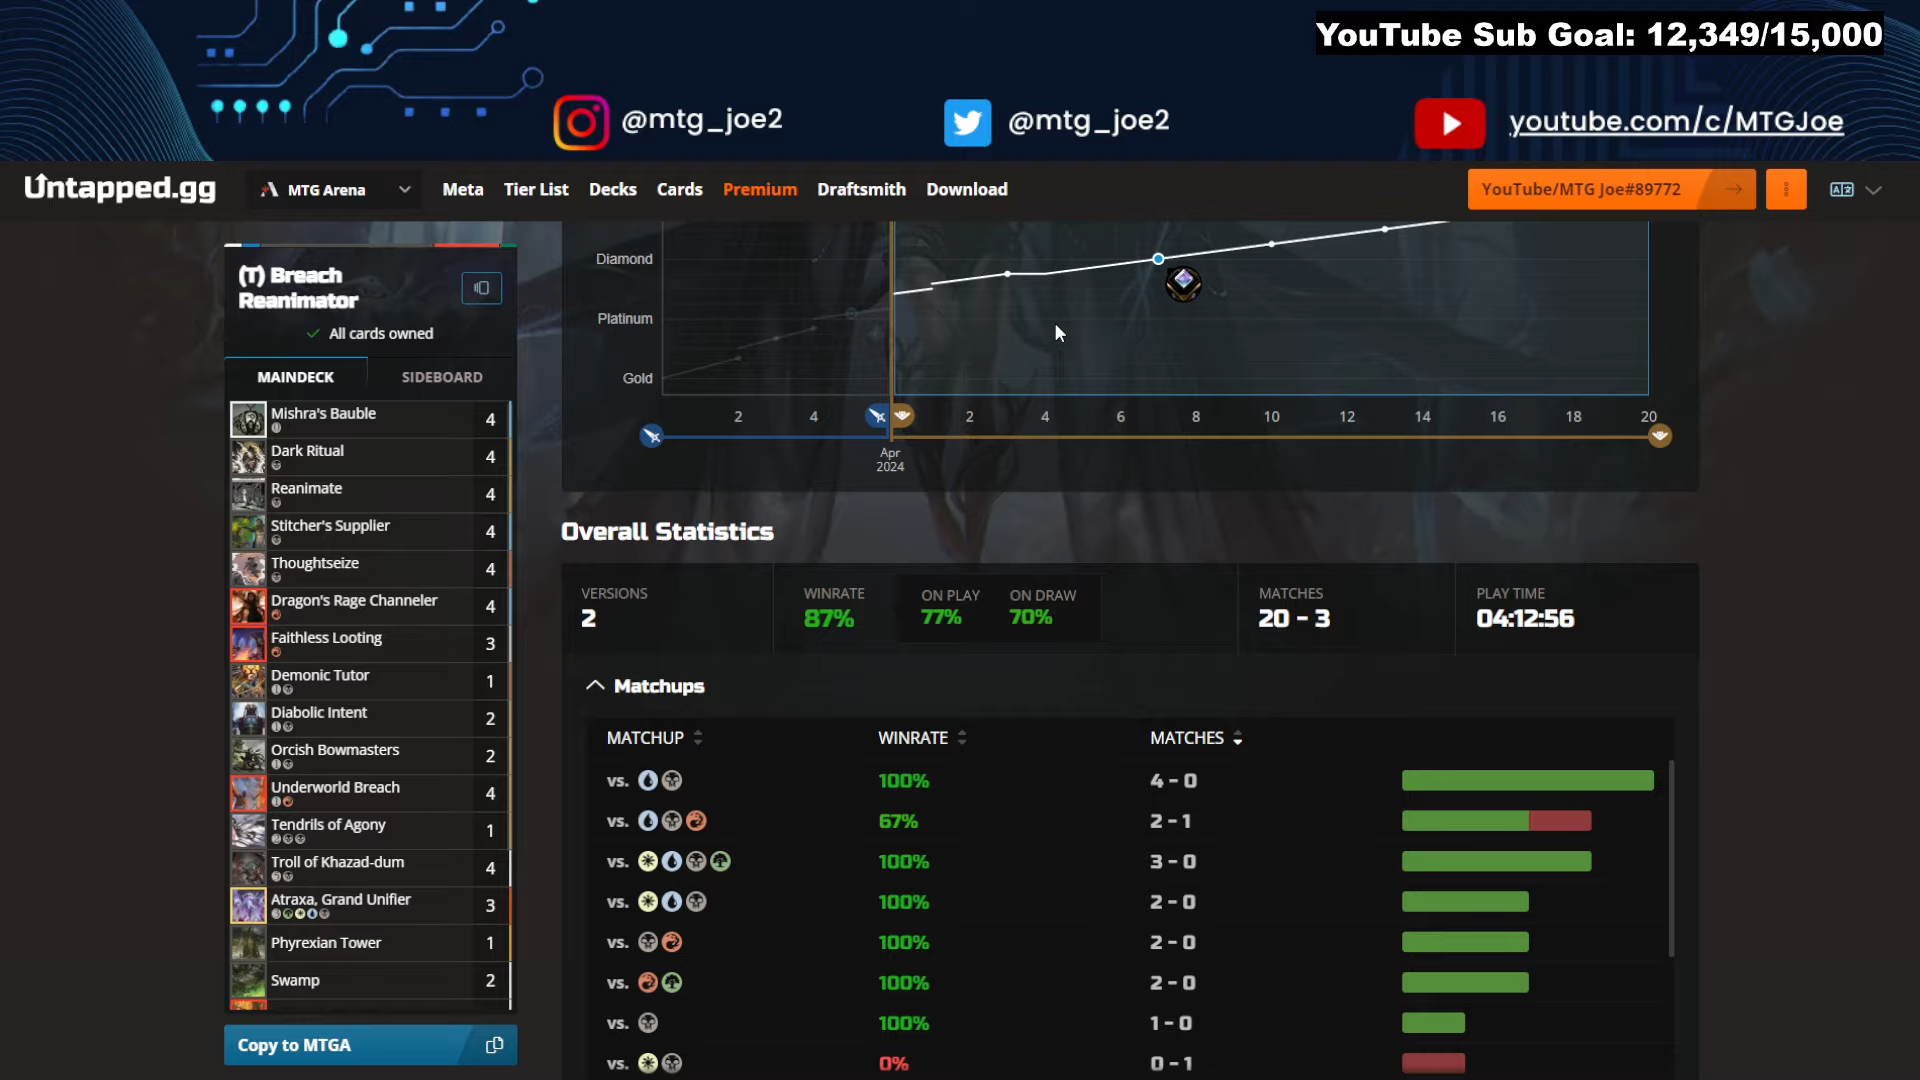 YouTube Sub Goal: 12,349/15,000
@mtg_joe2
@mtg_joe2
youtube.com/c/MTGJoe
Untapped.gg
MTG Arena
Meta
Tier List
Decks
Cards
Premium
Draftsmith
Download
YouTube/MTG Joe#89772
(T) Breach
Reanimator
All cards owned
MAINDECK
SIDEBOARD
Mishra's Bauble 4
Dark Ritual 4
Reanimate 4
Stitcher's Supplier 4
Thoughtseize 4
Dragon's Rage Channeler 4
Faithless Looting 3
Demonic Tutor 1
Diabolic Intent 2
Orcish Bowmasters 2
Underworld Breach 4
Tendrils of Agony 1
Troll of Khazad-dum 4
Atraxa, Grand Unifier 3
Phyrexian Tower 1
Swamp 2
Copy to MTGA
Diamond
Platinum
Gold
2 4 2 4 6 8 10 12 14 16 18 20
Apr
2024
Overall Statistics
VERSIONS
2
WINRATE
87%
ON PLAY
77%
ON DRAW
70%
MATCHES
20 - 3
PLAY TIME
04:12:56
Matchups
MATCHUP WINRATE MATCHES
vs. 100% 4 - 0
vs. 67% 2 - 1
vs. 100% 3 - 0
vs. 100% 2 - 0
vs. 100% 2 - 0
vs. 100% 2 - 0
vs. 100% 1 - 0
vs. 0% 0 - 1